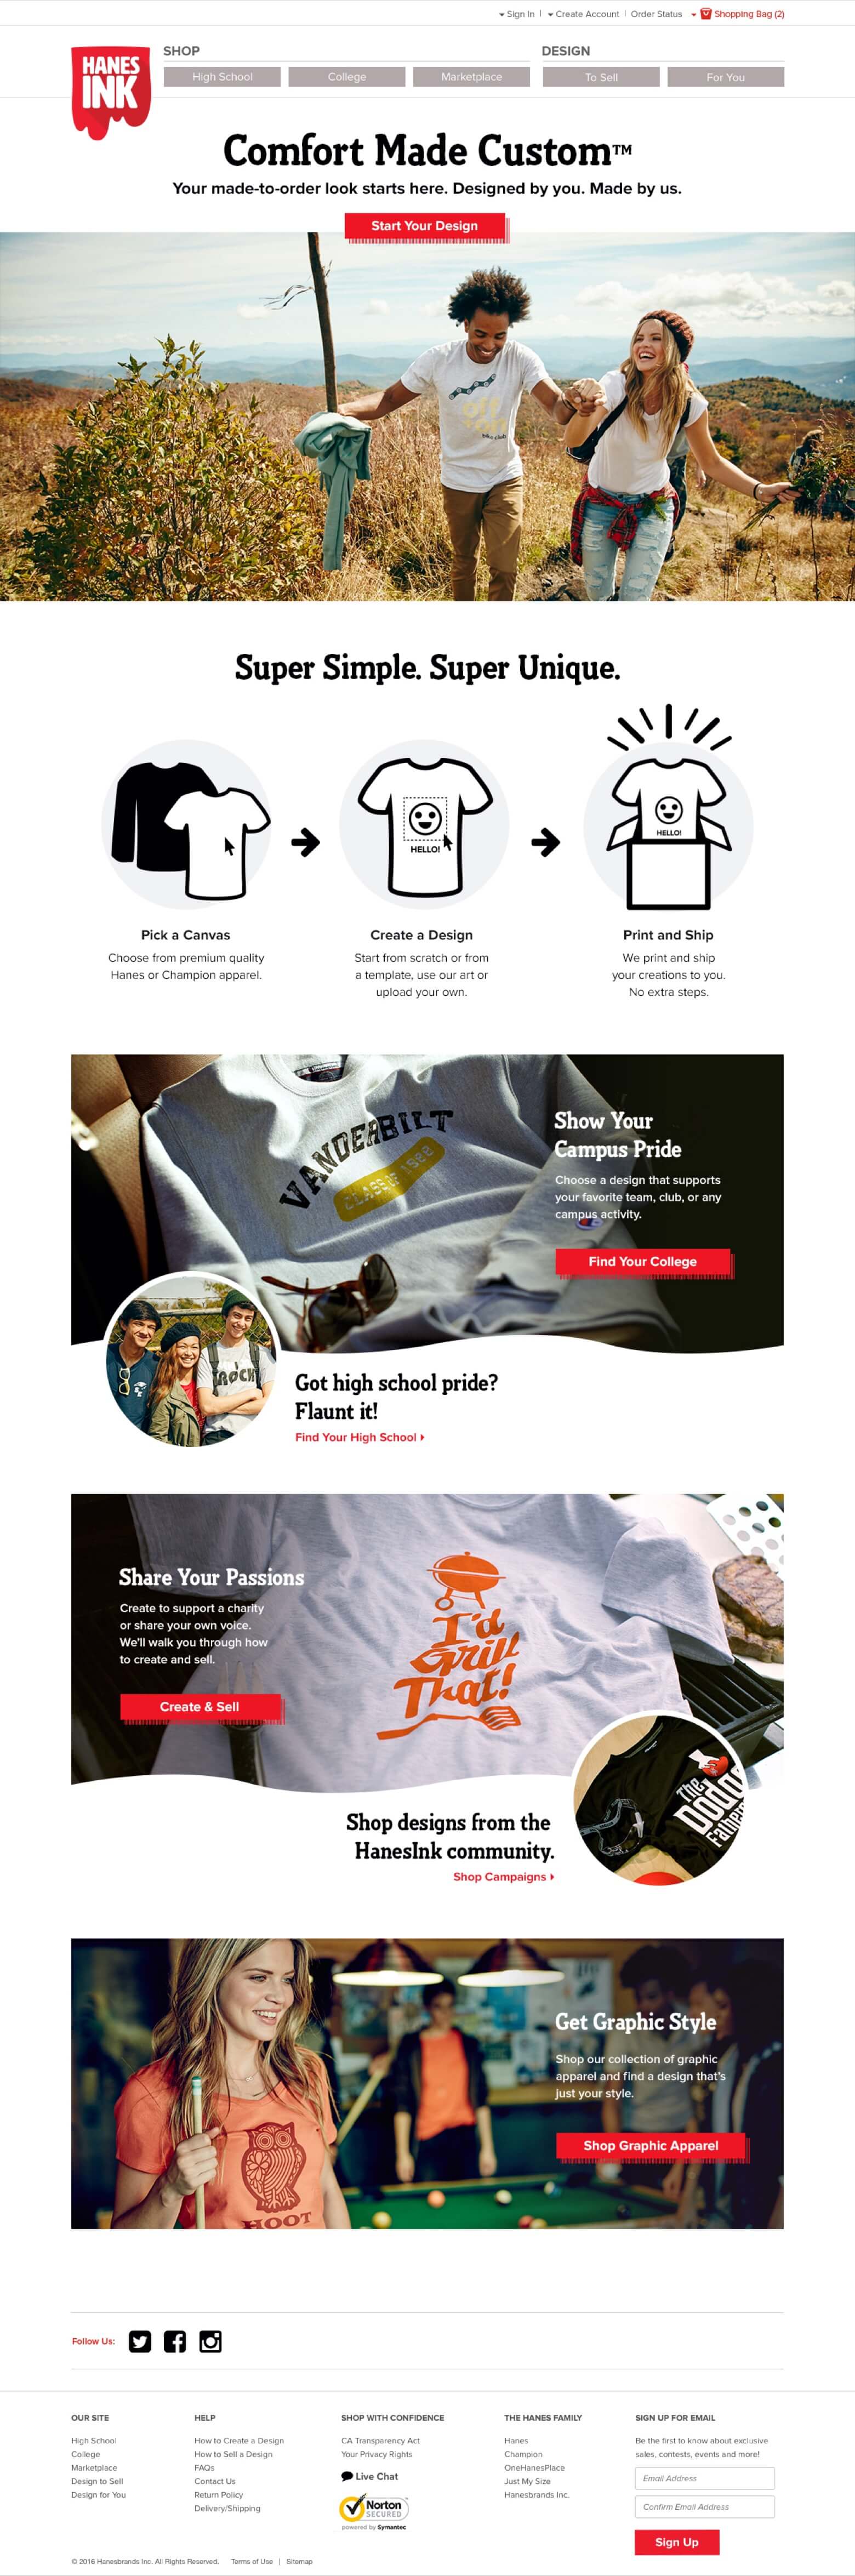 Sign In | Create Account | Order Status Shopping Bag (2)
HANES
INK
SHOP
High School College Marketplace
DESIGN
To Sell For You
Comfort Made Custom™
Your made-to-order look starts here. Designed by you. Made by us.
Start Your Design
bike club
Super Simple. Super Unique.
HELLO!
HELLO!
Pick a Canvas
Choose from premium quality
Hanes or Champion apparel.
Create a Design
Start from scratch or from
a template, use our art or
upload your own.
Print and Ship
We print and ship
your creations to you.
No extra steps.
VANDERBILT
CLASS OF 1982
Show Your
Campus Pride
Choose a design that supports
your favorite team, club, or any
campus activity.
Find Your College
ROCK
Got high school pride?
Flaunt it!
Find Your High School
Share Your Passions
Create to support a charity
or share your own voice.
We'll walk you through how
to create and sell.
Create & Sell
I'd
Grill
That!
The
Dodg
Father
Shop designs from the
HanesInk community.
Shop Campaigns
HOOT
Get Graphic Style
Shop our collection of graphic
apparel and find a design that's
just your style.
Shop Graphic Apparel
Follow Us:
OUR SITE
High School
College
Marketplace
Design to Sell
Design for You
HELP
How to Create a Design
How to Sell a Design
FAQs
Contact Us
Return Policy
Delivery/Shipping
SHOP WITH CONFIDENCE
CA Transparency Act
Your Privacy Rights
Live Chat
Norton
SECURED
powered by Symantec
THE HANES FAMILY
Hanes
Champion
OneHanesPlace
Just My Size
Hanesbrands Inc.
SIGN UP FOR EMAIL
Be the first to know about exclusive
sales, contests, events and more!
Email Address
Confirm Email Address
Sign Up
© 2016 Hanesbrands Inc. All Rights Reserved. Terms of Use | Sitemap